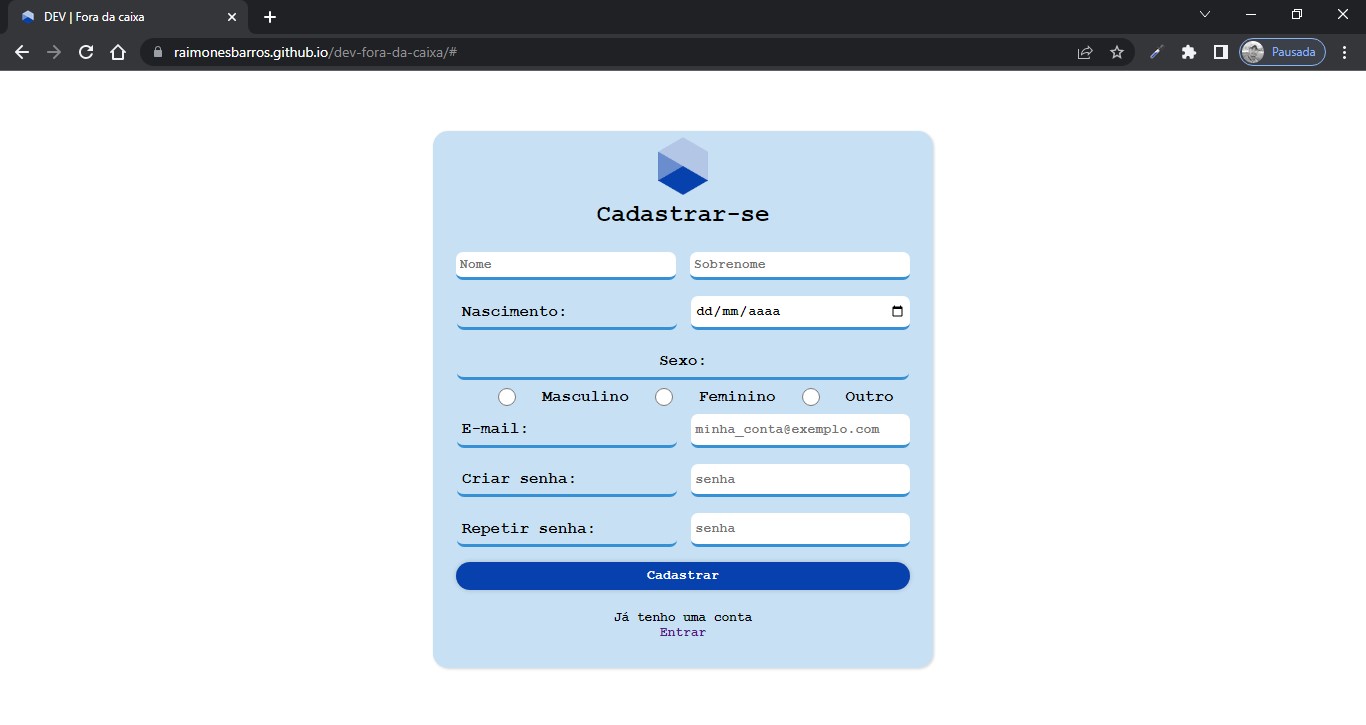 DEV | Fora da caixa
raimonesbarros.github.io/dev-fora-da-caixa/#
Pausada
Cadastrar-se
Nome Sobrenome
Nascimento: dd/mm/aaaa
Sexo:
Masculino Feminino Outro
E-mail: minha_conta@exemplo.com
Criar senha: senha
Repetir senha: senha
Cadastrar
Já tenho uma conta
Entrar